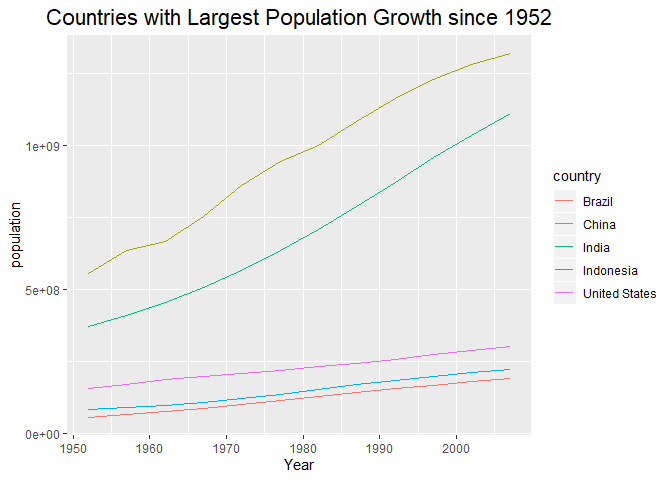 Countries with Largest Population Growth since 1952
1e+09
5e+08
0e+00
population
1950 1960 1970 1980 1990 2000
Year
country
Brazil
China
India
Indonesia
United States